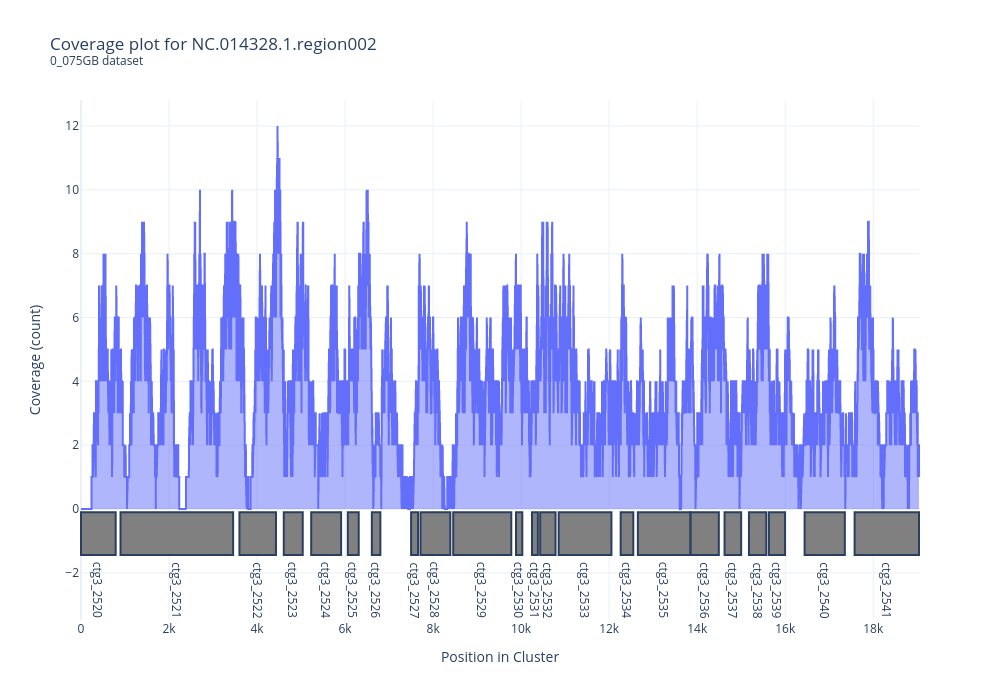 Coverage plot for NC.014328.1.region002
0_075GB dataset
Coverage (count)
12
10
8
6
4
2
0
−2
ctg3_2520
ctg3_2521
ctg3_2522
ctg3_2523
ctg3_2524
ctg3_2525
ctg3_2526
ctg3_2527
ctg3_2528
ctg3_2529
ctg3_2530
ctg3_2531
ctg3_2532
ctg3_2533
ctg3_2534
ctg3_2535
ctg3_2536
ctg3_2537
ctg3_2538
ctg3_2539
ctg3_2540
ctg3_2541
0 2k 4k 6k 8k 10k 12k 14k 16k 18k
Position in Cluster